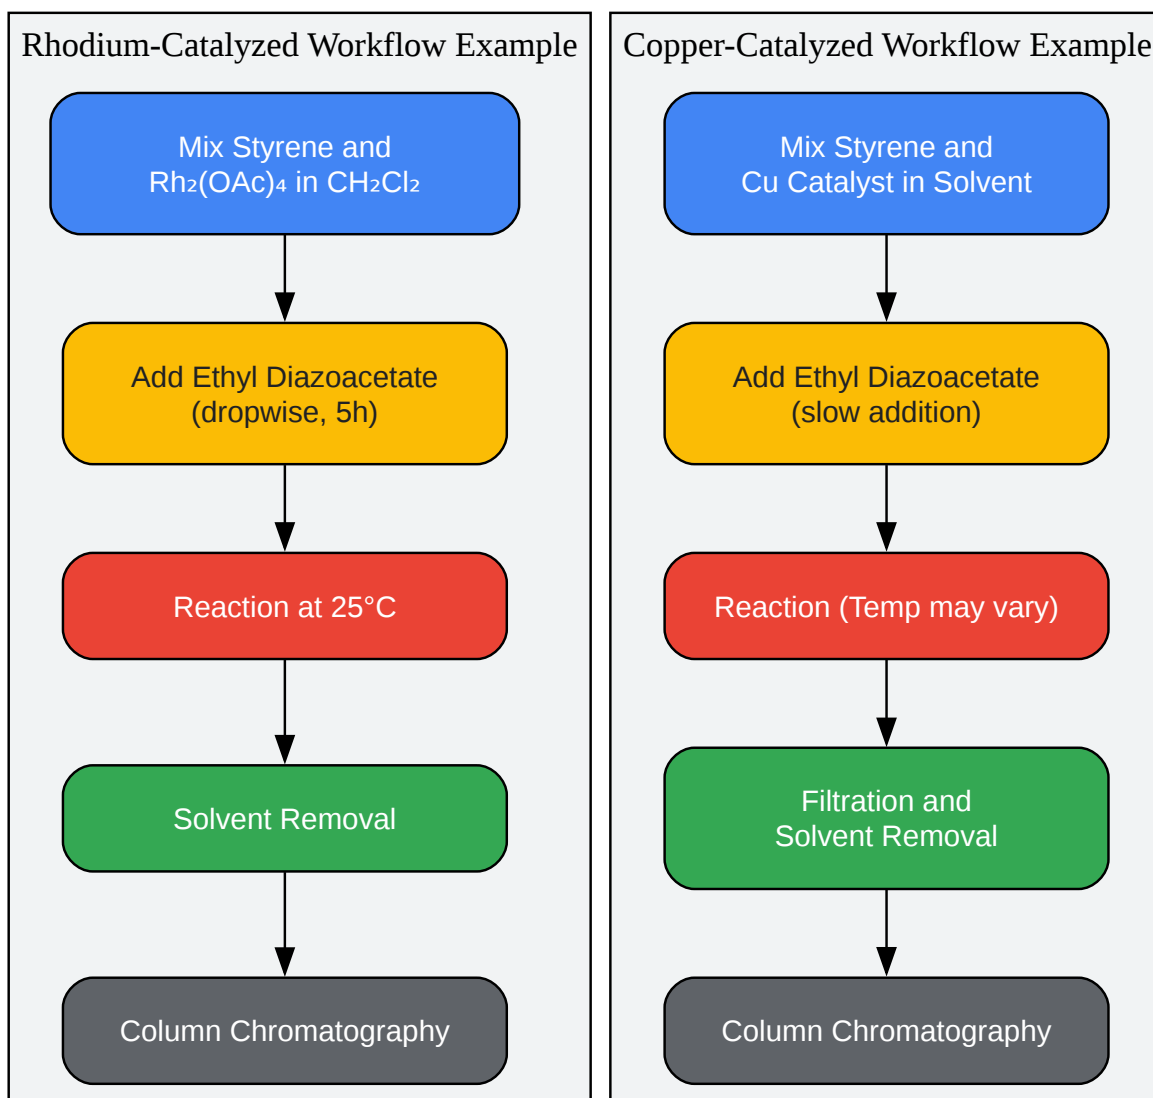 Rhodium-Catalyzed Workflow Example
Mix Styrene and
Rh₂(OAc)₄ in CH₂Cl₂
Add Ethyl Diazoacetate
(dropwise, 5h)
Reaction at 25°C
Solvent Removal
Column Chromatography
Copper-Catalyzed Workflow Example
Mix Styrene and
Cu Catalyst in Solvent
Add Ethyl Diazoacetate
(slow addition)
Reaction (Temp may vary)
Filtration and
Solvent Removal
Column Chromatography